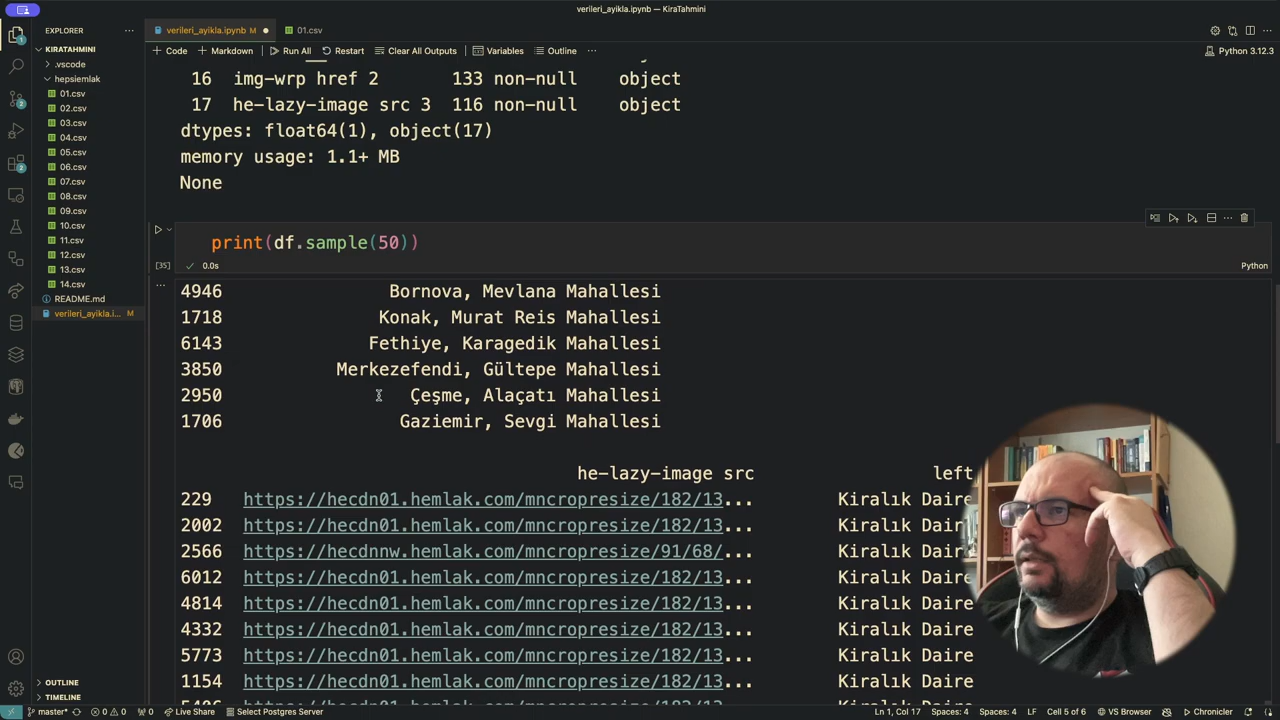 verileri_ayikla.ipynb — KiraTahmini
EXPLORER
KIRATAHMINI
.vscode
hepsiemlak
01.csv
02.csv
03.csv
04.csv
05.csv
06.csv
07.csv
08.csv
09.csv
10.csv
11.csv
12.csv
13.csv
14.csv
README.md
verileri_ayikla.i... M
OUTLINE
TIMELINE
verileri_ayikla.ipynb M
01.csv
+ Code + Markdown Run All Restart Clear All Outputs Variables Outline ...
Python 3.12.3
16 img-wrp href 2 133 non-null object
17 he-lazy-image src 3 116 non-null object
dtypes: float64(1), object(17)
memory usage: 1.1+ MB
None
print(df.sample(50))
[35] 0.0s Python
4946 Bornova, Mevlana Mahallesi
1718 Konak, Murat Reis Mahallesi
6143 Fethiye, Karagedik Mahallesi
3850 Merkezefendi, Gültepe Mahallesi
2950 Çeşme, Alaçatı Mahallesi
1706 Gaziemir, Sevgi Mahallesi
he-lazy-image src left
229 https://hecdn01.hemlak.com/mncropresize/182/13... Kiralık Daire
2002 https://hecdn01.hemlak.com/mncropresize/182/13... Kiralık Daire
2566 https://hecdnnw.hemlak.com/mncropresize/91/68/... Kiralık Daire
6012 https://hecdn01.hemlak.com/mncropresize/182/13... Kiralık Daire
4814 https://hecdn01.hemlak.com/mncropresize/182/13... Kiralık Daire
4332 https://hecdn01.hemlak.com/mncropresize/182/13... Kiralık Daire
5773 https://hecdn01.hemlak.com/mncropresize/182/13... Kiralık Daire
1154 https://hecdn01.hemlak.com/mncropresize/182/13... Kiralık Daire
master* 0 0 0 Live Share Select Postgres Server
Ln 1, Col 17 Spaces: 4 Spaces: 4 LF Cell 5 of 6 VS Browser Chronicler